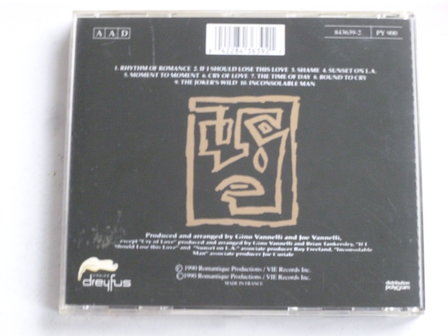 A A D
843639-2
PY 900
1. RHYTHM OF ROMANCE 2. IF I SHOULD LOSE THIS LOVE 3. SHAME 4. SUNSET ON L.A.
5. MOMENT TO MOMENT 6. CRY OF LOVE 7. THE TIME OF DAY 8. BOUND TO CRY
9. THE JOKER'S WILD 10. INCONSOLABLE MAN
Produced and arranged by Gino Vannelli and Joe Vannelli,
except "Cry of Love" produced and arranged by Gino Vannelli and Brian Tankersley, "If I
Should Lose this Love" and "Sunset on L.A." associate producer Roy Freeland, "Inconsolable
Man" associate producer Joe Curiale
Ⓟ 1990 Romantique Productions / VIE Records Inc.
© 1990 Romantique Productions / VIE Records Inc.
MADE IN FRANCE
dreyfus
distribution
polygram